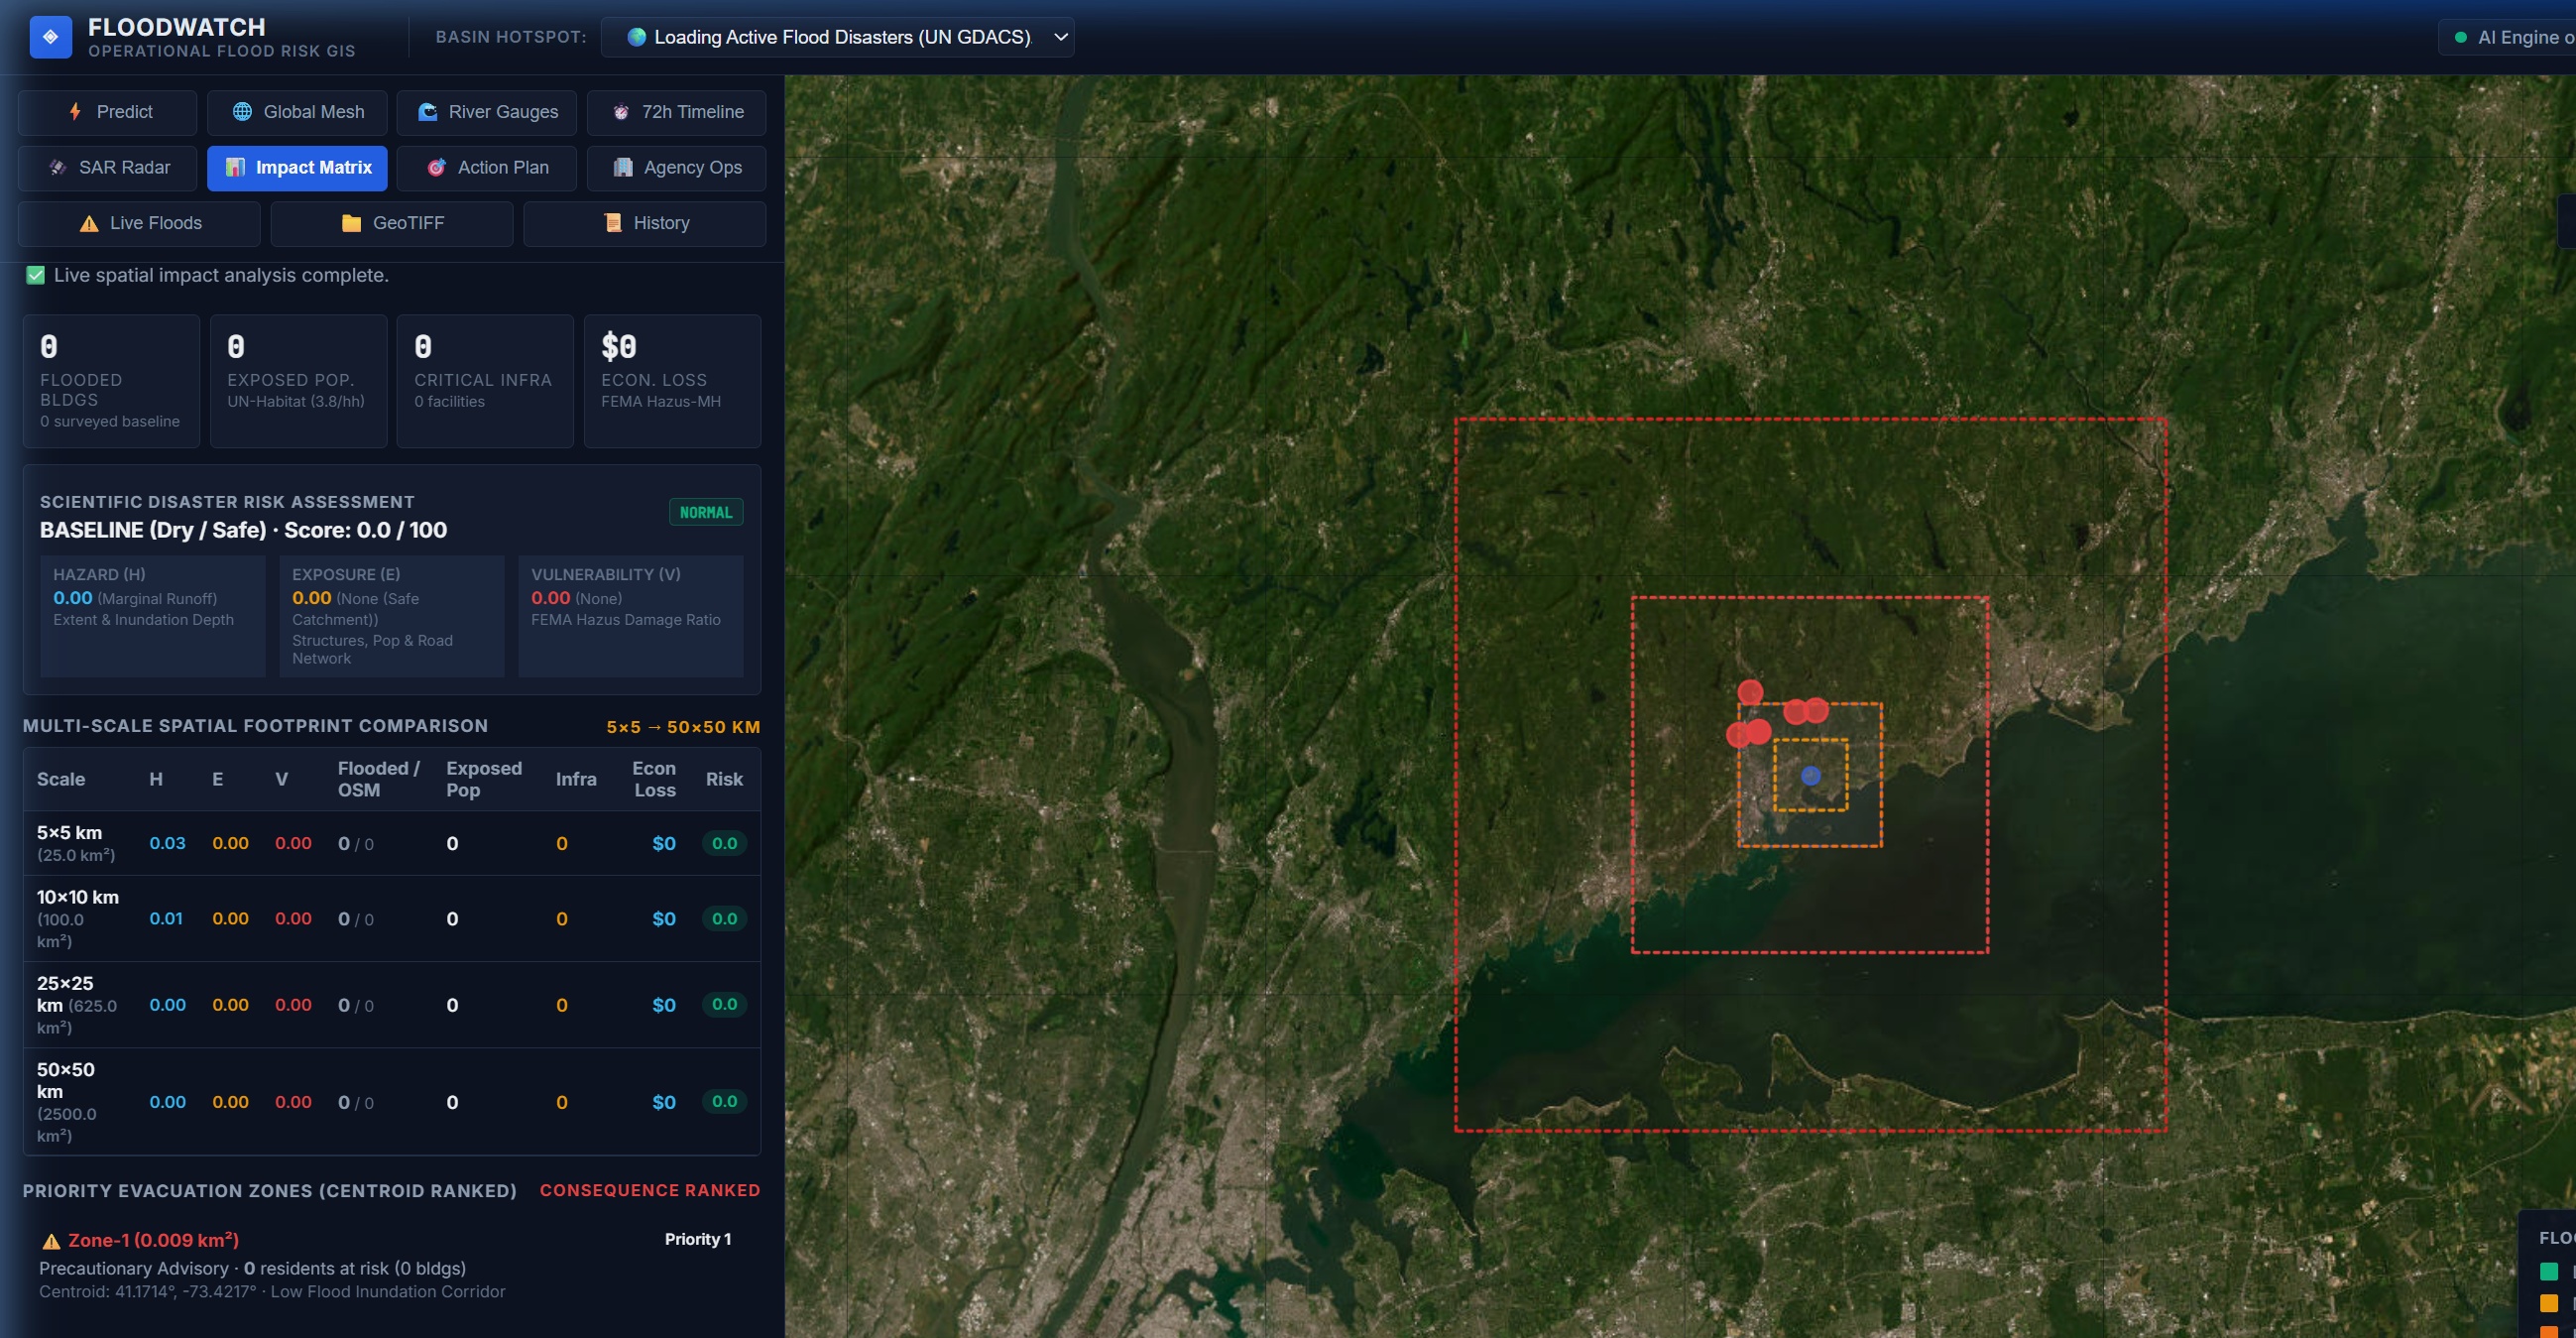 FLOODWATCH
OPERATIONAL FLOOD RISK GIS
BASIN HOTSPOT:
Loading Active Flood Disasters (UN GDACS)
AI Engine o
Predict
Global Mesh
River Gauges
72h Timeline
SAR Radar
Impact Matrix
Action Plan
Agency Ops
Live Floods
GeoTIFF
History
Live spatial impact analysis complete.
0
FLOODED
BLDGS
0 surveyed baseline
0
EXPOSED POP.
UN-Habitat (3.8/hh)
0
CRITICAL INFRA
0 facilities
$0
ECON. LOSS
FEMA Hazus-MH
SCIENTIFIC DISASTER RISK ASSESSMENT
BASELINE (Dry / Safe) · Score: 0.0 / 100
NORMAL
HAZARD (H)
0.00 (Marginal Runoff)
Extent & Inundation Depth
EXPOSURE (E)
0.00 (None (Safe
Catchment))
Structures, Pop & Road
Network
VULNERABILITY (V)
0.00 (None)
FEMA Hazus Damage Ratio
MULTI-SCALE SPATIAL FOOTPRINT COMPARISON
5×5 → 50×50 KM
Scale H E V Flooded / OSM Exposed Pop Infra Econ Loss Risk
5×5 km (25.0 km²) 0.03 0.00 0.00 0 / 0 0 0 $0 0.0
10×10 km (100.0 km²) 0.01 0.00 0.00 0 / 0 0 0 $0 0.0
25×25 km (625.0 km²) 0.00 0.00 0.00 0 / 0 0 0 $0 0.0
50×50 km (2500.0 km²) 0.00 0.00 0.00 0 / 0 0 0 $0 0.0
PRIORITY EVACUATION ZONES (CENTROID RANKED)
CONSEQUENCE RANKED
Zone-1 (0.009 km²)
Priority 1
Precautionary Advisory · 0 residents at risk (0 bldgs)
Centroid: 41.1714°, -73.4217° · Low Flood Inundation Corridor
FLO